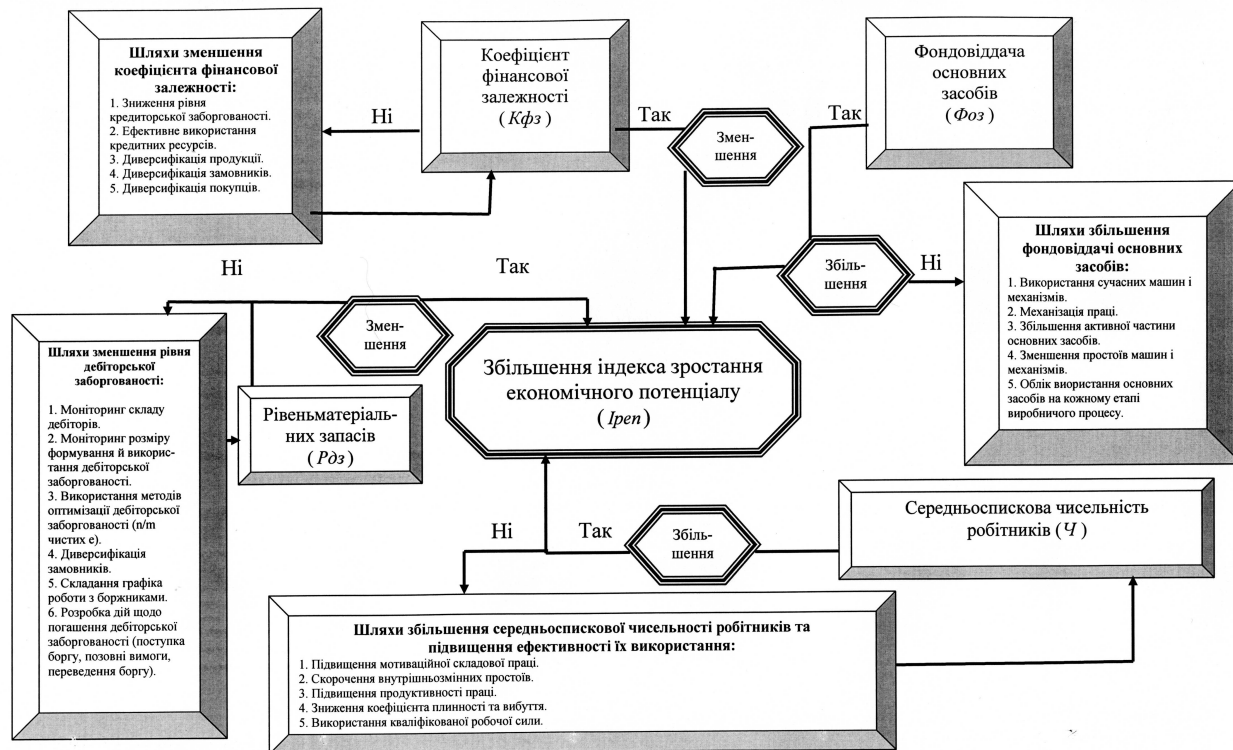 Шляхи зменшення
коефіцієнта фінансової
залежності:
1. Зниження рівня
кредиторської заборгованості.
2. Ефективне використання
кредитних ресурсів.
3. Диверсифікація продукції.
4. Диверсифікація замовників.
5. Диверсифікація покупців.
Ні
Коефіцієнт
фінансової
залежності
(Кфз)
Так
Змен-
шення
Так
Фондовіддача
основних
засобів
(Фоз)
Збіль-
шення
Ні
Шляхи збільшення
фондовіддачі основних
засобів:
1. Використання сучасних машин і
механізмів.
2. Механізація праці.
3. Збільшення активної частини
основних засобів.
4. Зменшення простоїв машин і
механізмів.
5. Облік виористання основних
засобів на кожному етапі
виробничого процесу.
Ні
Так
Змен-
шення
Шляхи зменшення рівня
дебіторської
заборгованості:
1. Моніторинг складу
дебіторів.
2. Моніторинг розміру
формування й викорис-
тання дебіторської
заборгованості.
3. Використання методів
оптимізації дебіторської
заборгованості (n/m
чистих е).
4. Диверсифікація
замовників.
5. Складання графіка
роботи з боржниками.
6. Розробка дій щодо
погашення дебіторської
заборгованості (поступка
боргу, позовні вимоги,
переведення боргу).
Рівеньматеріаль-
них запасів
(Рдз)
Збільшення індекса зростання
економічного потенціалу
(Ірен)
Ні
Так
Збіль-
шення
Середньоспискова чисельність
робітників (Ч)
Шляхи збільшення середньоспискової чисельності робітників та
підвищення ефективності їх використання:
1. Підвищення мотиваційної складової праці.
2. Скорочення внутрішньозмінних простоїв.
3. Підвищення продуктивності праці.
4. Зниження коефіцієнта плинності та вибуття.
5. Використання кваліфікованої робочої сили.